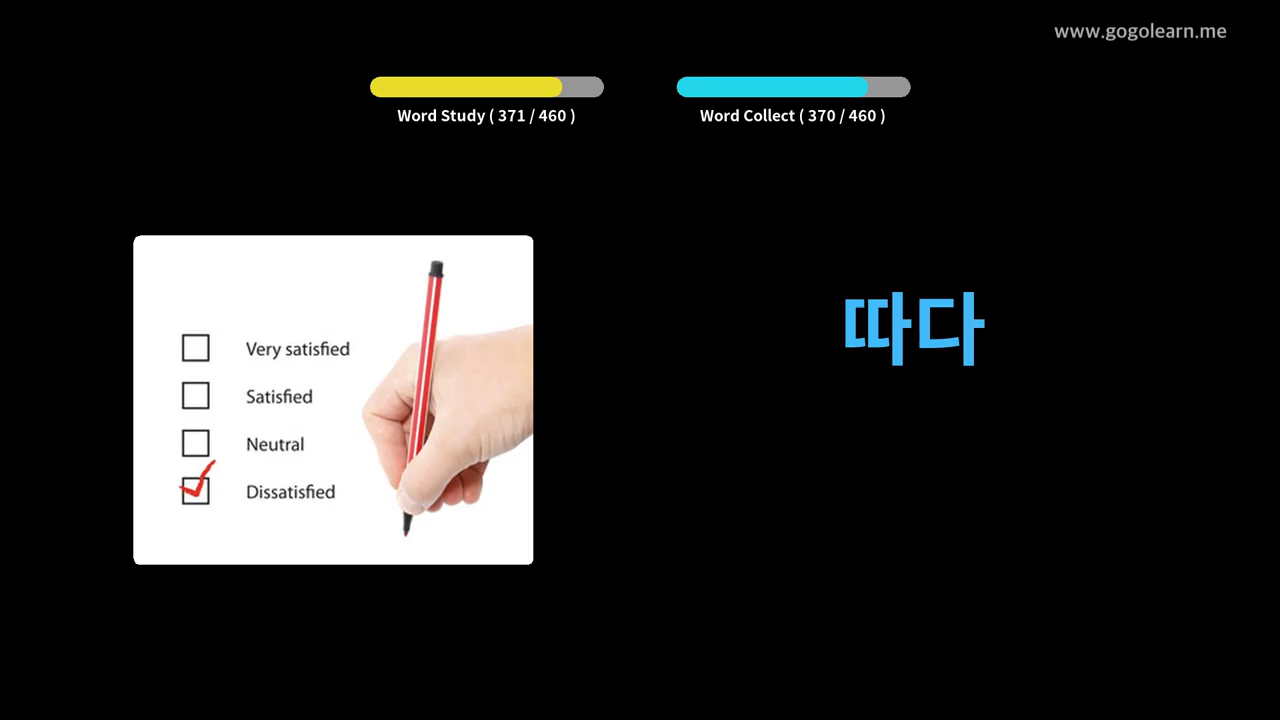 www.gogolearn.me
Word Study ( 371 / 460 )
Word Collect ( 370 / 460 )
Very satisfied
Satisfied
Neutral
Dissatisfied
따다